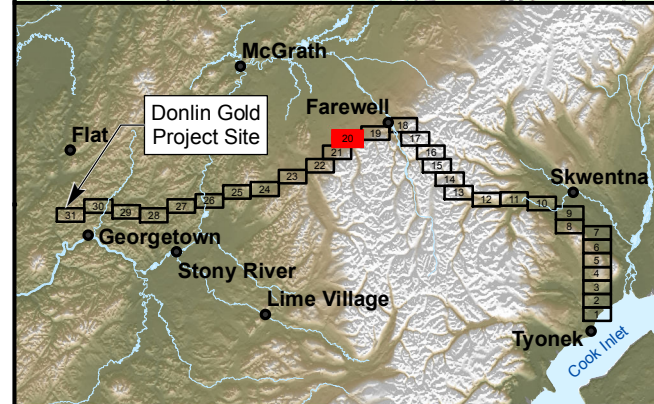 McGrath
Donlin Gold
Project Site
Farewell
Flat
18
19
20
17
21
16
22
15
23
14
24
13
25
12
11
10
26
27
28
29
30
31
Skwentna
9
8
7
6
5
4
3
2
1
Georgetown
Stony River
Lime Village
Tyonek
Cook Inlet